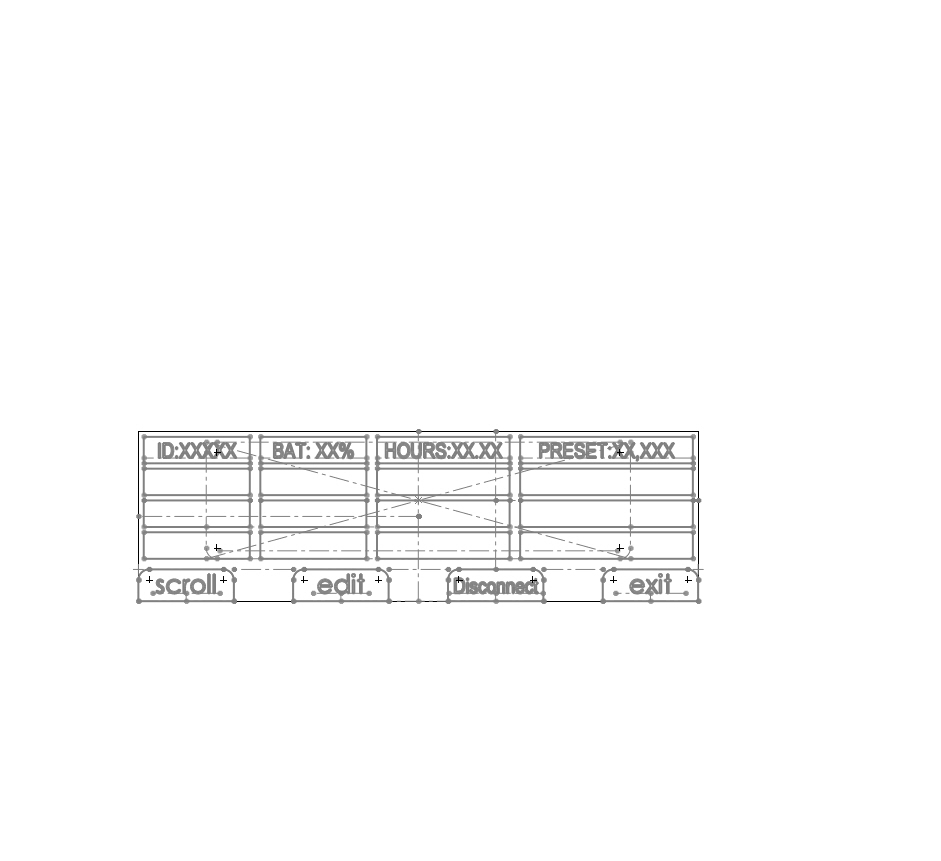 ID:XXXXX BAT: XX% HOURS:XX.XX PRESET:XX,XXX
scroll edit Disconnect exit